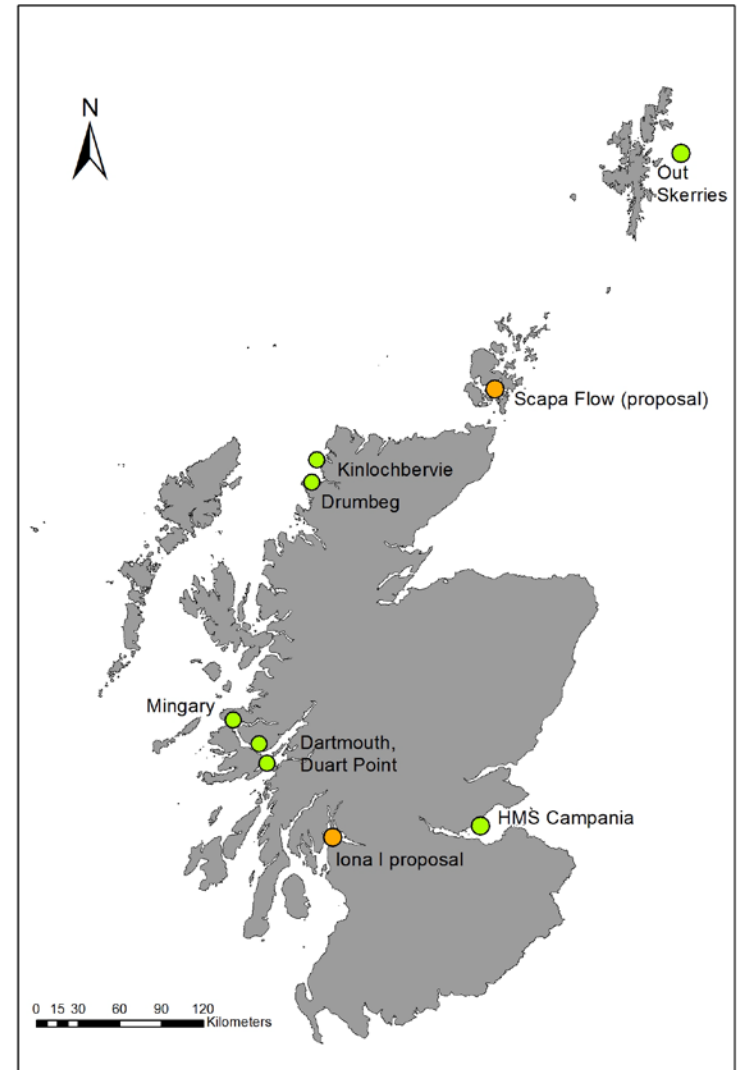 N
Out
Skerries
Scapa Flow (proposal)
Kinlochbervie
Drumbeg
Mingary
Dartmouth,
Duart Point
HMS Campania
Iona I proposal
0 15 30 60 90 120
Kilometers